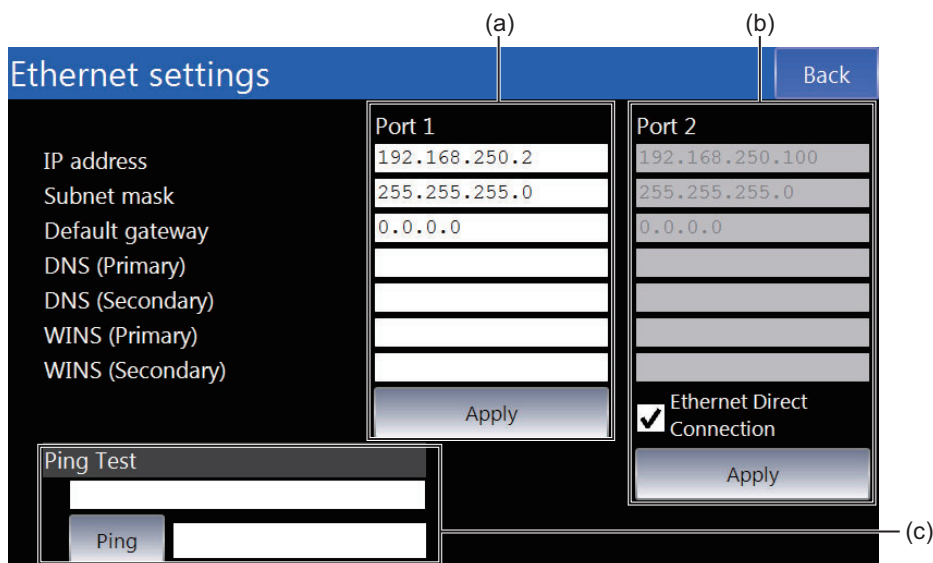 (a)
(b)
Ethernet settings
Back
Port 1
Port 2
IP address
192.168.250.2
192.168.250.100
Subnet mask
255.255.255.0
255.255.255.0
Default gateway
0.0.0.0
0.0.0.0
DNS (Primary)
DNS (Secondary)
WINS (Primary)
WINS (Secondary)
Apply
Ethernet Direct
Connection
Apply
Ping Test
Ping
(c)